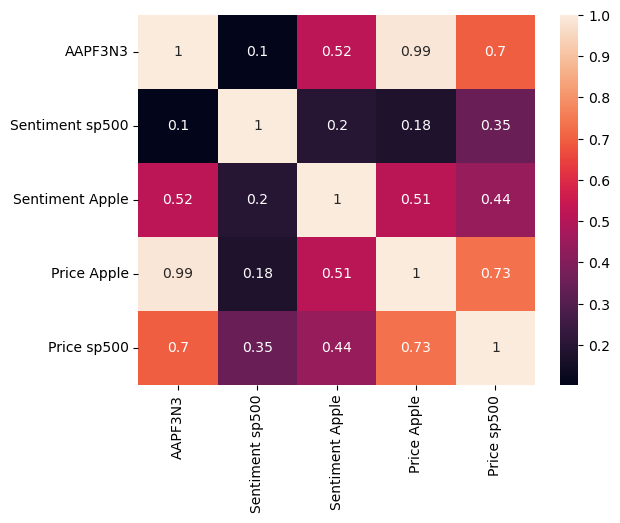 AAPF3N3 1 0.1 0.52 0.99 0.7
Sentiment sp500 0.1 1 0.2 0.18 0.35
Sentiment Apple 0.52 0.2 1 0.51 0.44
Price Apple 0.99 0.18 0.51 1 0.73
Price sp500 0.7 0.35 0.44 0.73 1
AAPF3N3
Sentiment sp500
Sentiment Apple
Price Apple
Price sp500
1.0
0.9
0.8
0.7
0.6
0.5
0.4
0.3
0.2